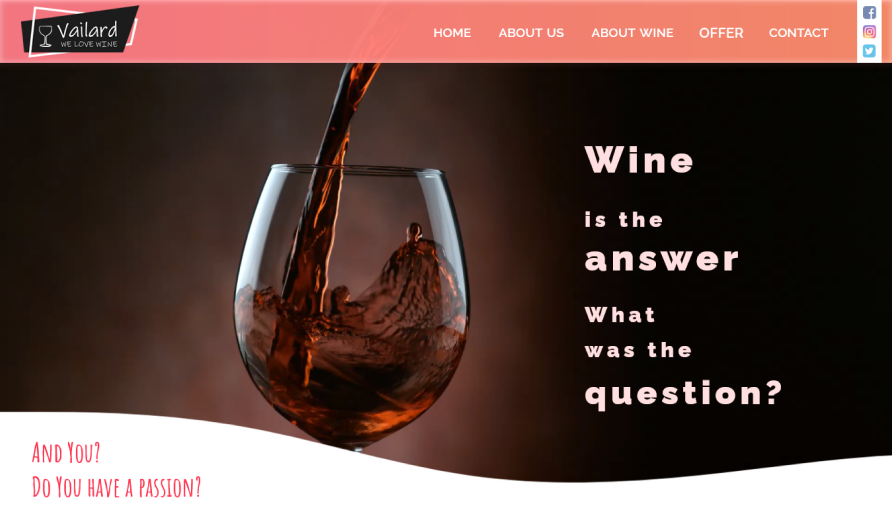 Vailard
WE LOVE WINE
HOME
ABOUT US
ABOUT WINE
OFFER
CONTACT
Wine
is the
answer
What
was the
question?
And You?
Do You have a passion?